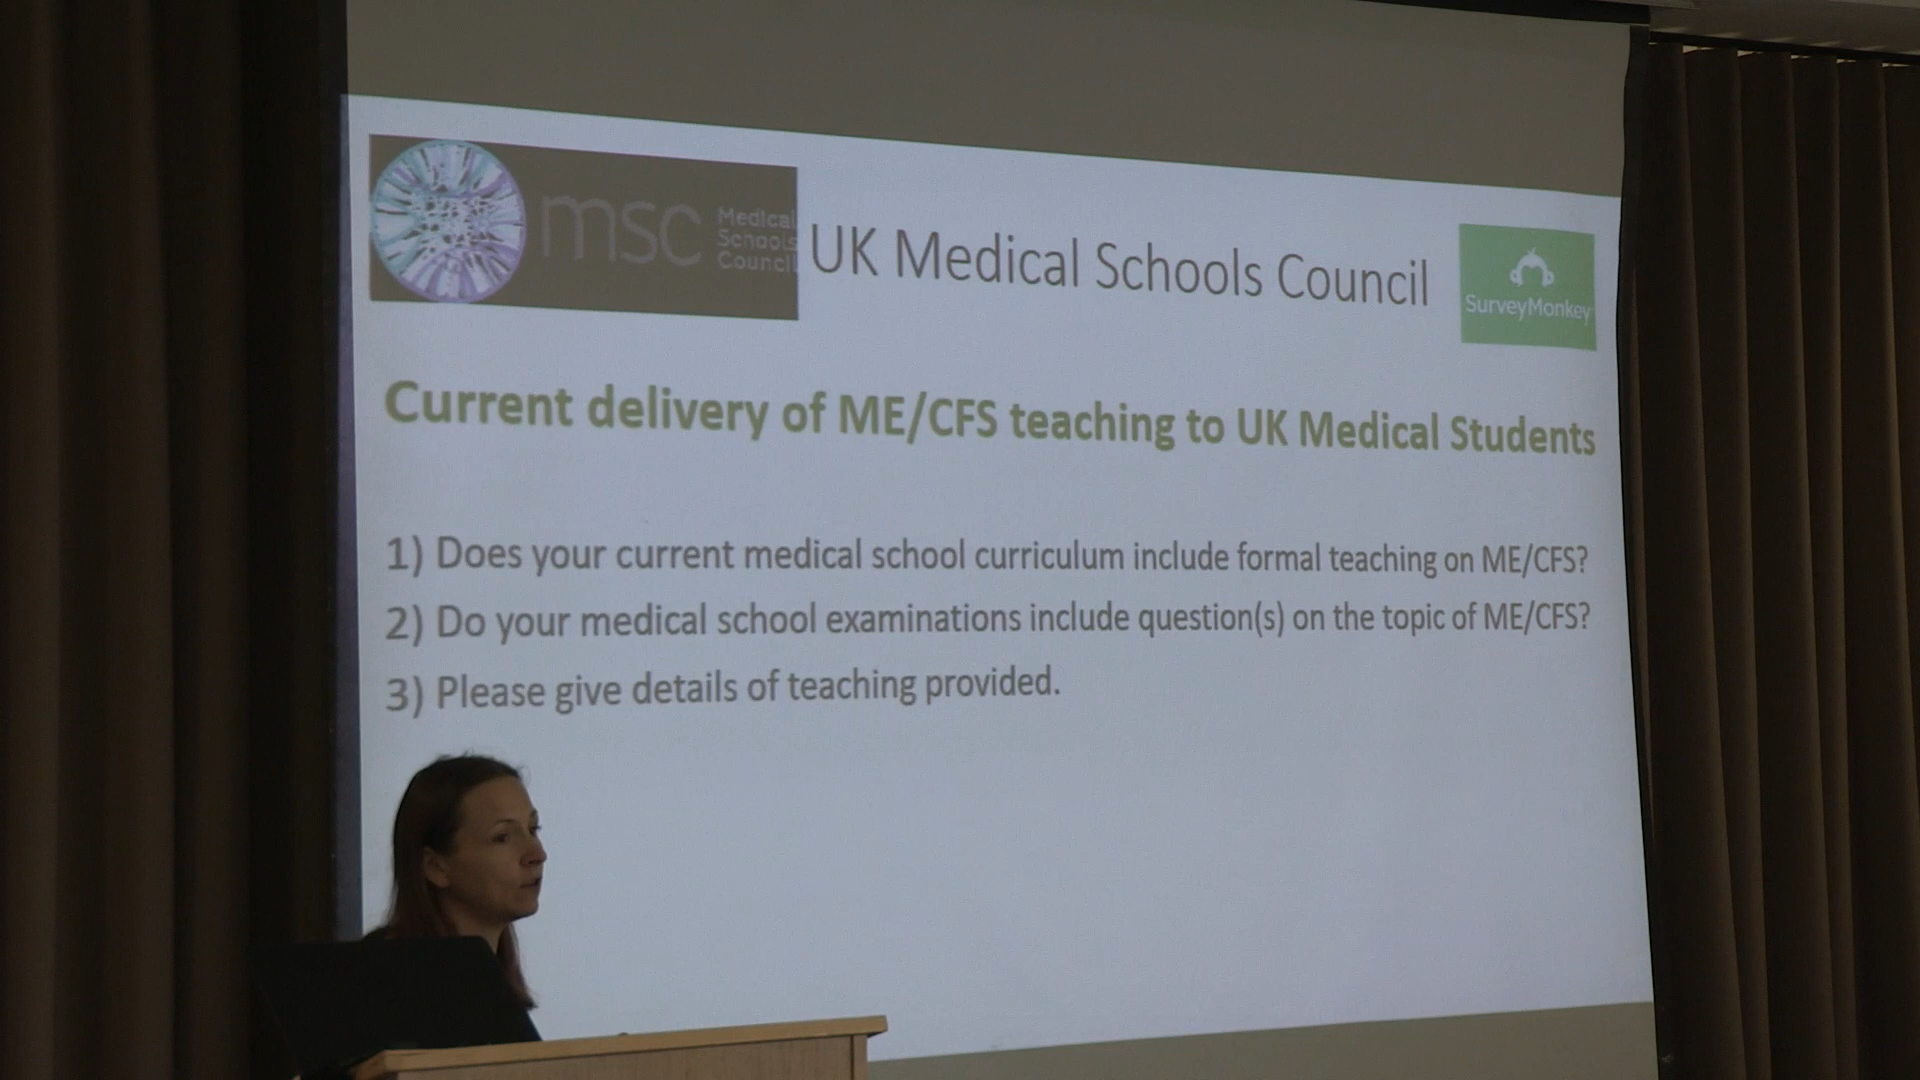 msc Medical
Schools
Council
UK Medical Schools Council
SurveyMonkey
Current delivery of ME/CFS teaching to UK Medical Students
1) Does your current medical school curriculum include formal teaching on ME/CFS?
2) Do your medical school examinations include question(s) on the topic of ME/CFS?
3) Please give details of teaching provided.